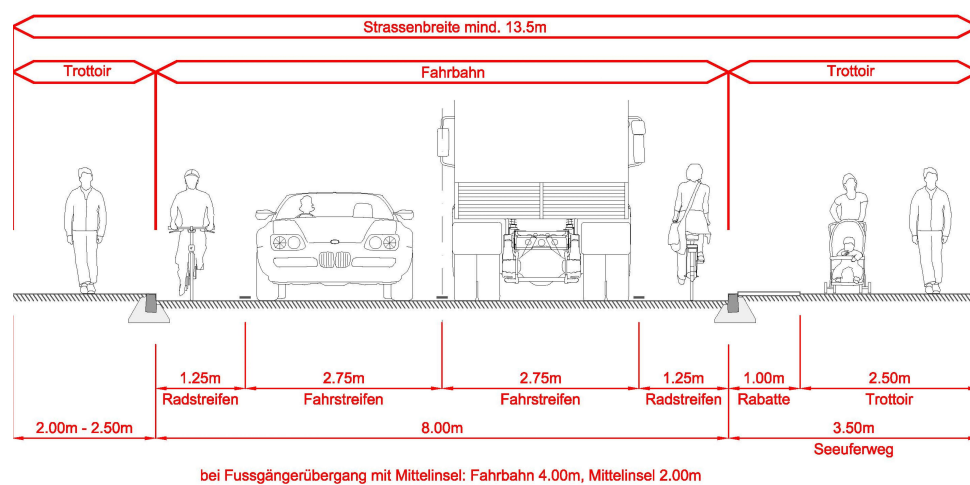 Strassenbreite mind. 13.5m
Trottoir Fahrbahn Trottoir
1.25m 2.75m 2.75m 1.25m 1.00m 2.50m
Radstreifen Fahrstreifen Fahrstreifen Radstreifen Rabatte Trottoir
2.00m - 2.50m 8.00m 3.50m
Seeuferweg
bei Fussgängerübergang mit Mittelinsel: Fahrbahn 4.00m, Mittelinsel 2.00m